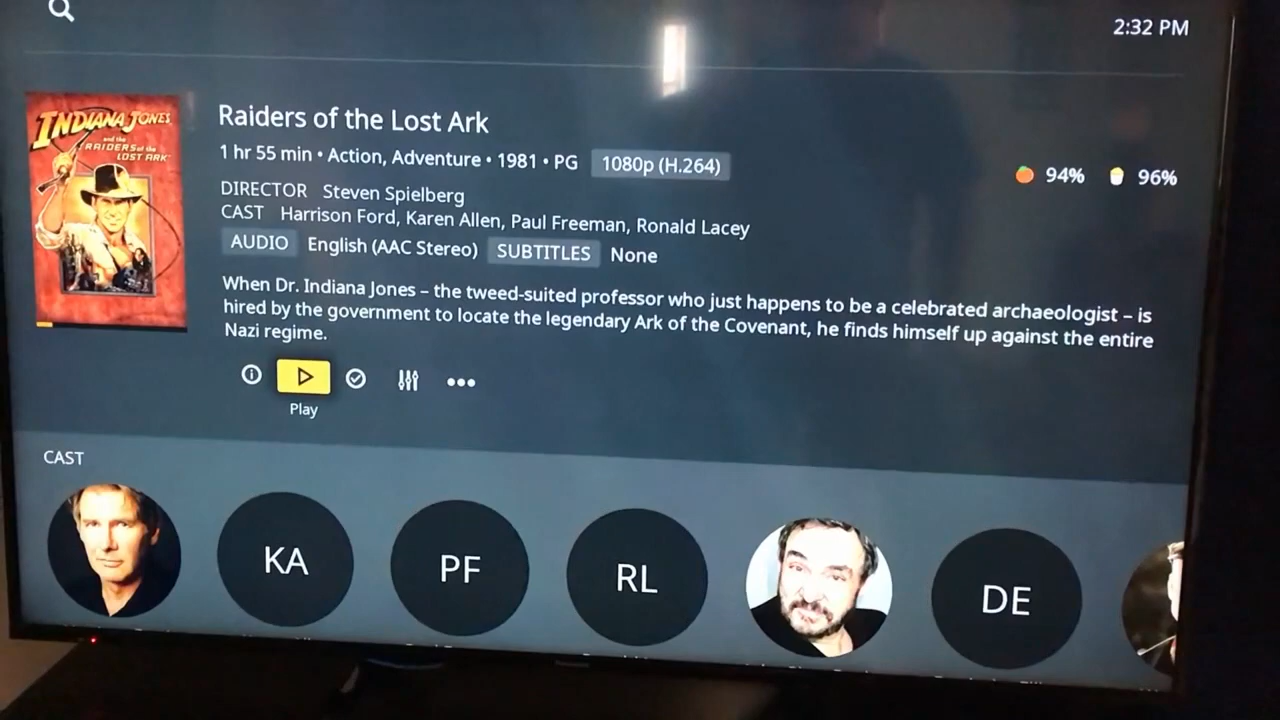 2:32 PM
INDIANA JONES
and the
RAIDERS of the
LOST ARK
Raiders of the Lost Ark
1 hr 55 min • Action, Adventure • 1981 • PG 1080p (H.264)
94% 96%
DIRECTOR Steven Spielberg
CAST Harrison Ford, Karen Allen, Paul Freeman, Ronald Lacey
AUDIO English (AAC Stereo) SUBTITLES None
When Dr. Indiana Jones – the tweed-suited professor who just happens to be a celebrated archaeologist – is
hired by the government to locate the legendary Ark of the Covenant, he finds himself up against the entire
Nazi regime.
Play
CAST
KA PF RL DE